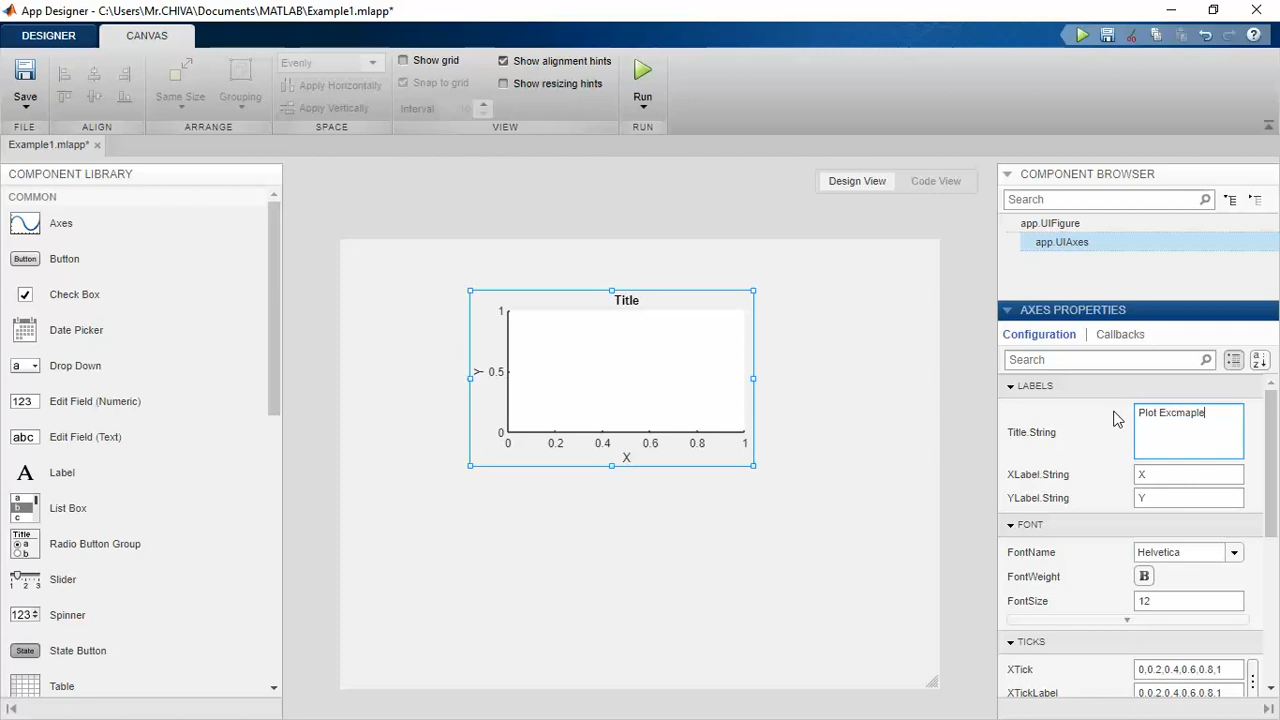 App Designer - C:\Users\Mr.CHIVA\Documents\MATLAB\Example1.mlapp*
DESIGNER
CANVAS
Save
Same Size
Grouping
Evenly
Apply Horizontally
Apply Vertically
Show grid
Snap to grid
Interval 10
Show alignment hints
Show resizing hints
Run
FILE
ALIGN
ARRANGE
SPACE
VIEW
RUN
Example1.mlapp*
COMPONENT LIBRARY
COMMON
Axes
Button Button
Check Box
Date Picker
a Drop Down
123 Edit Field (Numeric)
abc Edit Field (Text)
A Label
a
b
c
List Box
Title
a
b
Radio Button Group
1 2 3 Slider
123 Spinner
State State Button
Table
Design View
Code View
Title
1
0.5
0
Y
0 0.2 0.4 0.6 0.8 1
X
COMPONENT BROWSER
Search
app.UIFigure
app.UIAxes
AXES PROPERTIES
Configuration | Callbacks
Search
a
z
LABELS
Title.String Plot Excmaple
XLabel.String X
YLabel.String Y
FONT
FontName Helvetica
FontWeight B
FontSize 12
TICKS
XTick 0,0.2,0.4,0.6,0.8,1
XTickLabel 0,0.2,0.4,0.6,0.8,1